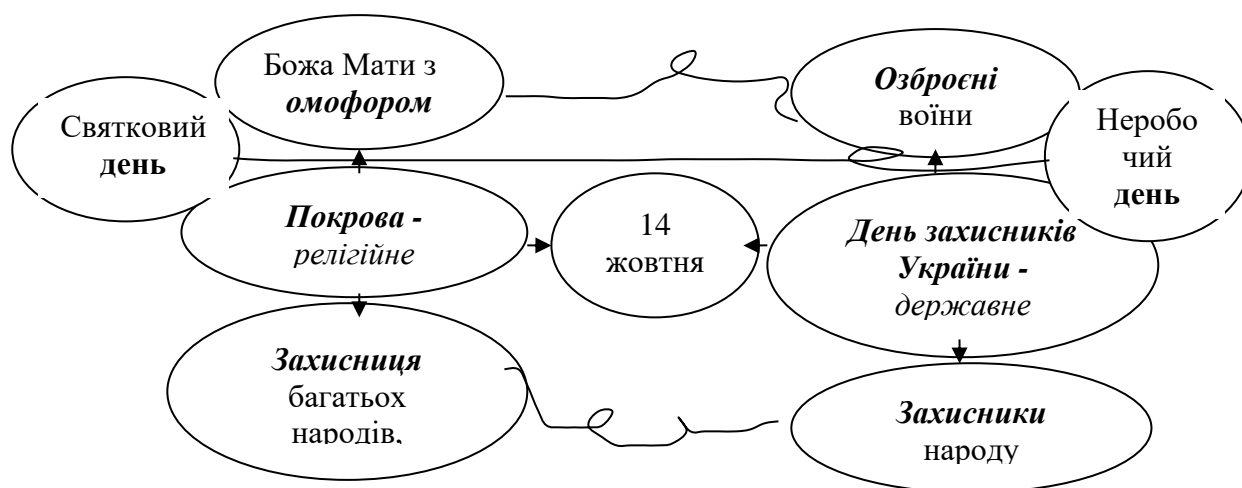 Божа Мати з
омофором
Озброєні
воїни
Святковий
день
Неробо
чий
день
Покрова -
релігійне
14
жовтня
День захисників
України -
державне
Захисниця
багатьох
народів,
Захисники
народу